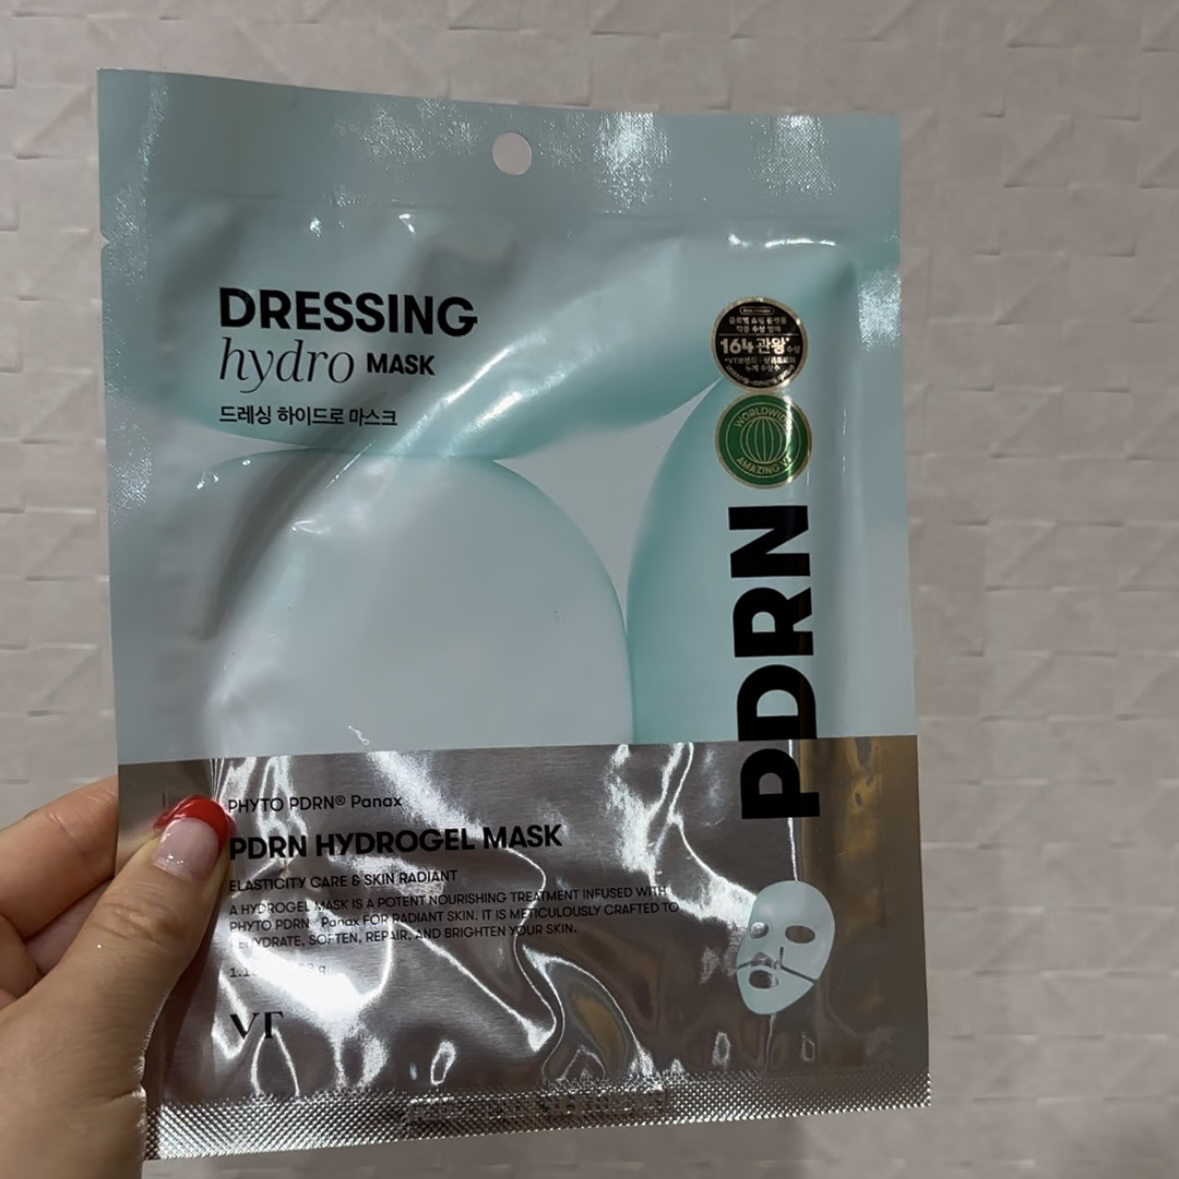 DRESSING
hydro MASK
드레싱 하이드로 마스크
164관왕
WORLDWIDE
AMAZING VT
PDRN
PHYTO PDRN® Panax
PDRN HYDROGEL MASK
ELASTICITY CARE & SKIN RADIANT
A HYDROGEL MASK IS A POTENT NOURISHING TREATMENT INFUSED WITH
PHYTO PDRN® Panax FOR RADIANT SKIN. IT IS METICULOUSLY CRAFTED TO
HYDRATE, SOFTEN, REPAIR, AND BRIGHTEN YOUR SKIN.
VT